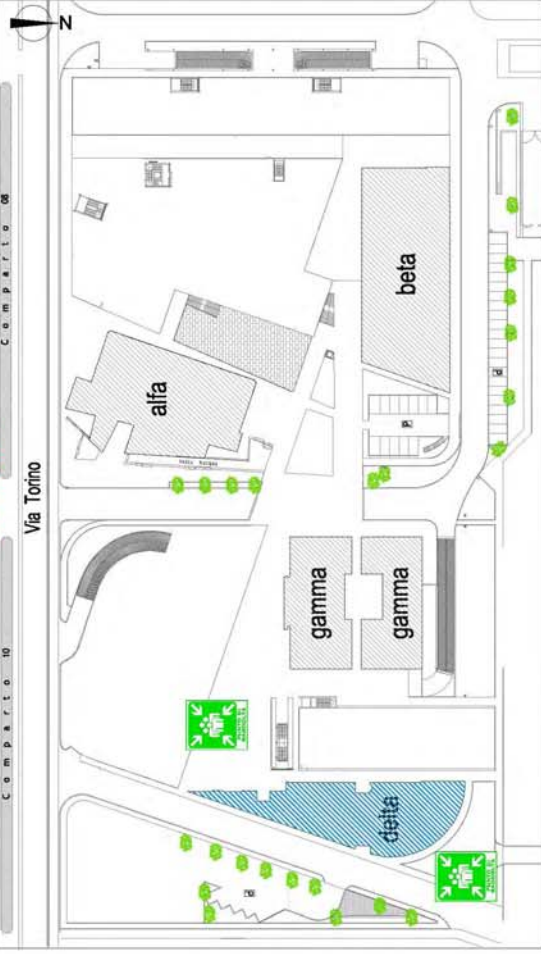 N
Comparto 08
Via Torino
Comparto 10
alfa
beta
P
P
gamma
gamma
delta
P